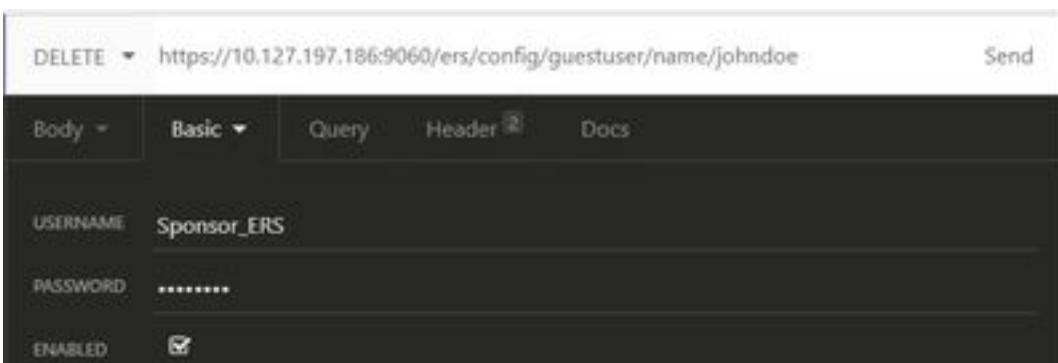 DELETE https://10.127.197.186:9060/ers/config/guestuser/name/johndoe Send
Body Basic Query Header 2 Docs
USERNAME Sponsor_ERS
PASSWORD ••••••••
ENABLED